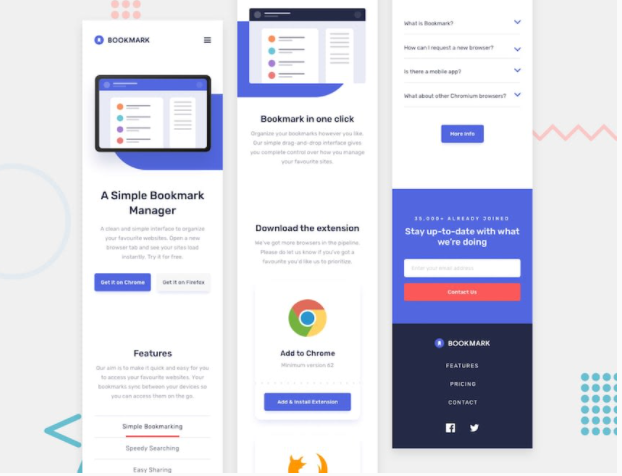 BOOKMARK
A Simple Bookmark
Manager
A clean and simple interface to organize
your favourite websites. Open a new
browser tab and see your sites load
instantly. Try it for free.
Get It on Chrome
Get It on Firefox
Features
Our aim is to make it quick and easy for you
to access your favourite websites. Your
bookmarks sync between your devices so
you can access them on the go.
Simple Bookmarking
Speedy Searching
Easy Sharing
Bookmark in one click
Organize your bookmarks however you like.
Our simple drag-and-drop interface gives
you complete control over how you manage
your favourite sites.
Download the extension
We've got more browsers in the pipeline.
Please do let us know if you've got a
favourite you'd like us to prioritize.
Add to Chrome
Minimum version 62
Add & Install Extension
What is Bookmark?
How can I request a new browser?
Is there a mobile app?
What about other Chromium browsers?
More Info
35,000+ ALREADY JOINED
Stay up-to-date with what
we're doing
Enter your email address
Contact Us
BOOKMARK
FEATURES
PRICING
CONTACT